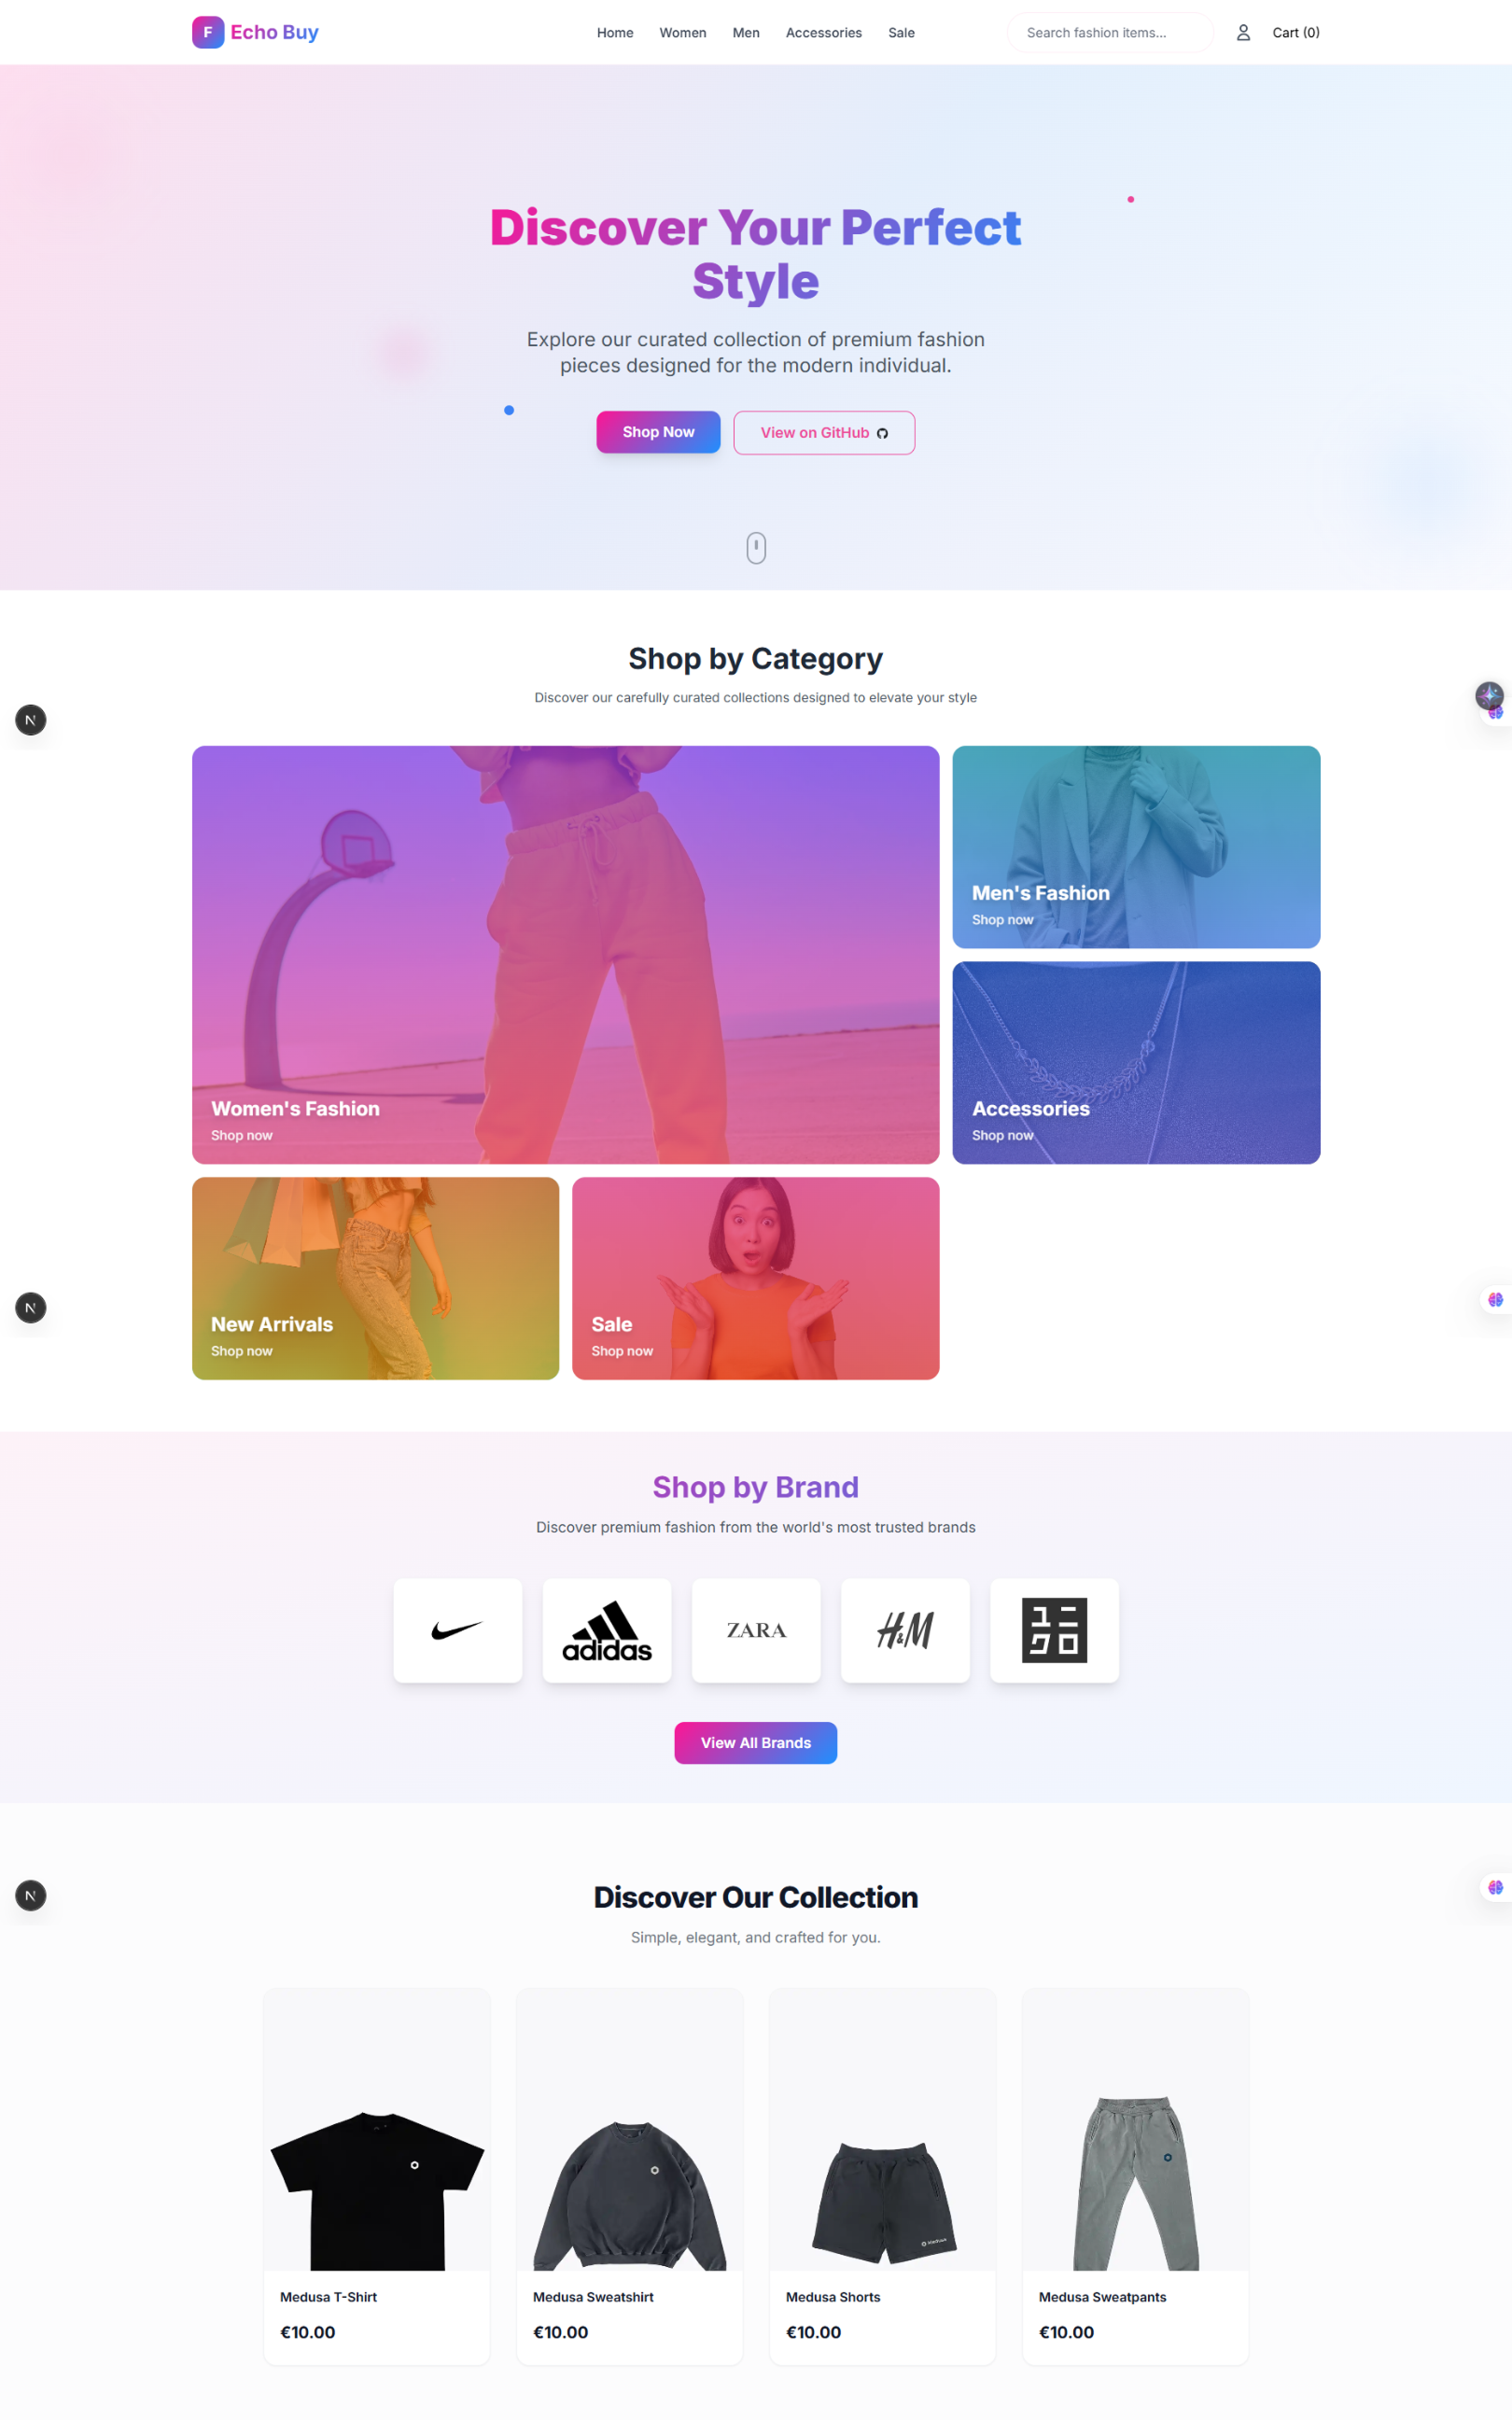 F Echo Buy
Home Women Men Accessories Sale
Search fashion items...
Cart (0)
Discover Your Perfect
Style
Explore our curated collection of premium fashion
pieces designed for the modern individual.
Shop Now
View on GitHub
Shop by Category
Discover our carefully curated collections designed to elevate your style
N
Women's Fashion
Shop now
Men's Fashion
Shop now
Accessories
Shop now
N
New Arrivals
Shop now
Sale
Shop now
Shop by Brand
Discover premium fashion from the world's most trusted brands
adidas
ZARA
H&M
ユニ
クロ
View All Brands
N
Discover Our Collection
Simple, elegant, and crafted for you.
Medusa
Medusa T-Shirt
€10.00
Medusa Sweatshirt
€10.00
Medusa Shorts
€10.00
Medusa Sweatpants
€10.00